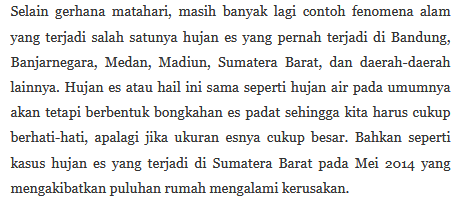 Selain gerhana matahari, masih banyak lagi contoh fenomena alam
yang terjadi salah satunya hujan es yang pernah terjadi di Bandung,
Banjarnegara, Medan, Madiun, Sumatera Barat, dan daerah-daerah
lainnya. Hujan es atau hail ini sama seperti hujan air pada umumnya
akan tetapi berbentuk bongkahan es padat sehingga kita harus cukup
berhati-hati, apalagi jika ukuran esnya cukup besar. Bahkan seperti
kasus hujan es yang terjadi di Sumatera Barat pada Mei 2014 yang
mengakibatkan puluhan rumah mengalami kerusakan.